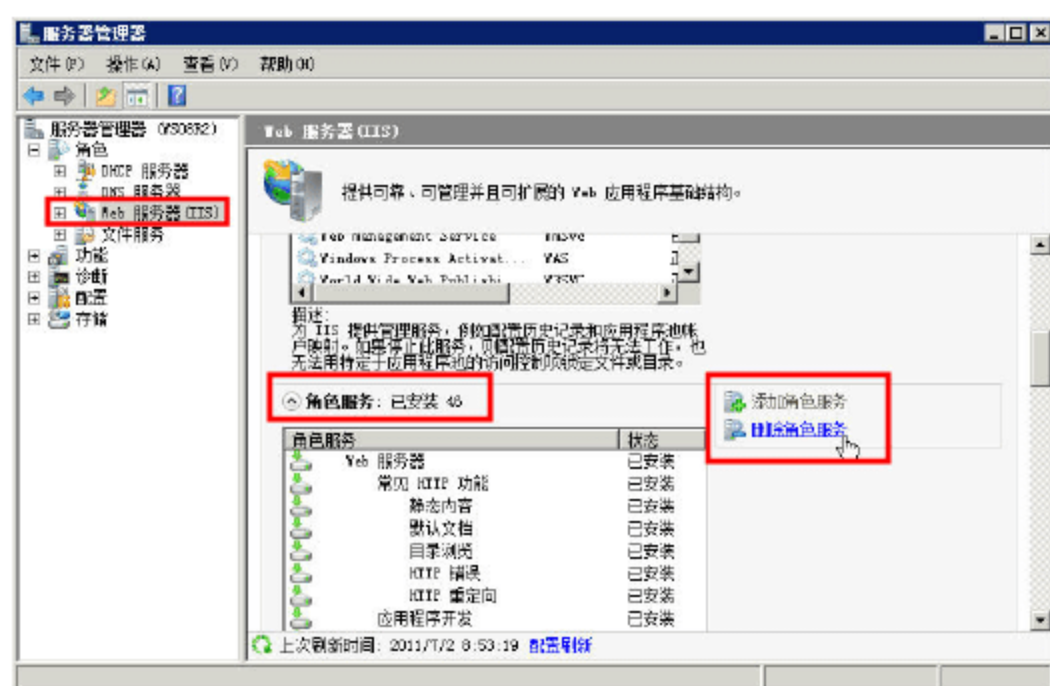 服务器管理器
文件(F) 操作(A) 查看(V) 帮助(H)
服务器管理器 (WS08R2)
角色
DHCP 服务器
DNS 服务器
Web 服务器(IIS)
文件服务
功能
诊断
配置
存储
Web 服务器(IIS)
提供可靠、可管理并且可扩展的 Web 应用程序基础结构。
Web Management Service WMSVC
Windows Process Activat... WAS 正
World Wide Web Publishi W3SVC 正
描述:
为 IIS 提供管理服务，例如配置历史记录和应用程序池帐
户映射。如果停止此服务，则配置历史记录将无法工作，也
无法用特定于应用程序池的访问控制项锁定文件或目录。
角色服务: 已安装 46
添加角色服务
删除角色服务
角色服务 状态
Web 服务器 已安装
常见 HTTP 功能 已安装
静态内容 已安装
默认文档 已安装
目录浏览 已安装
HTTP 错误 已安装
HTTP 重定向 已安装
应用程序开发 已安装
上次刷新时间: 2011/7/2 8:53:19 配置刷新